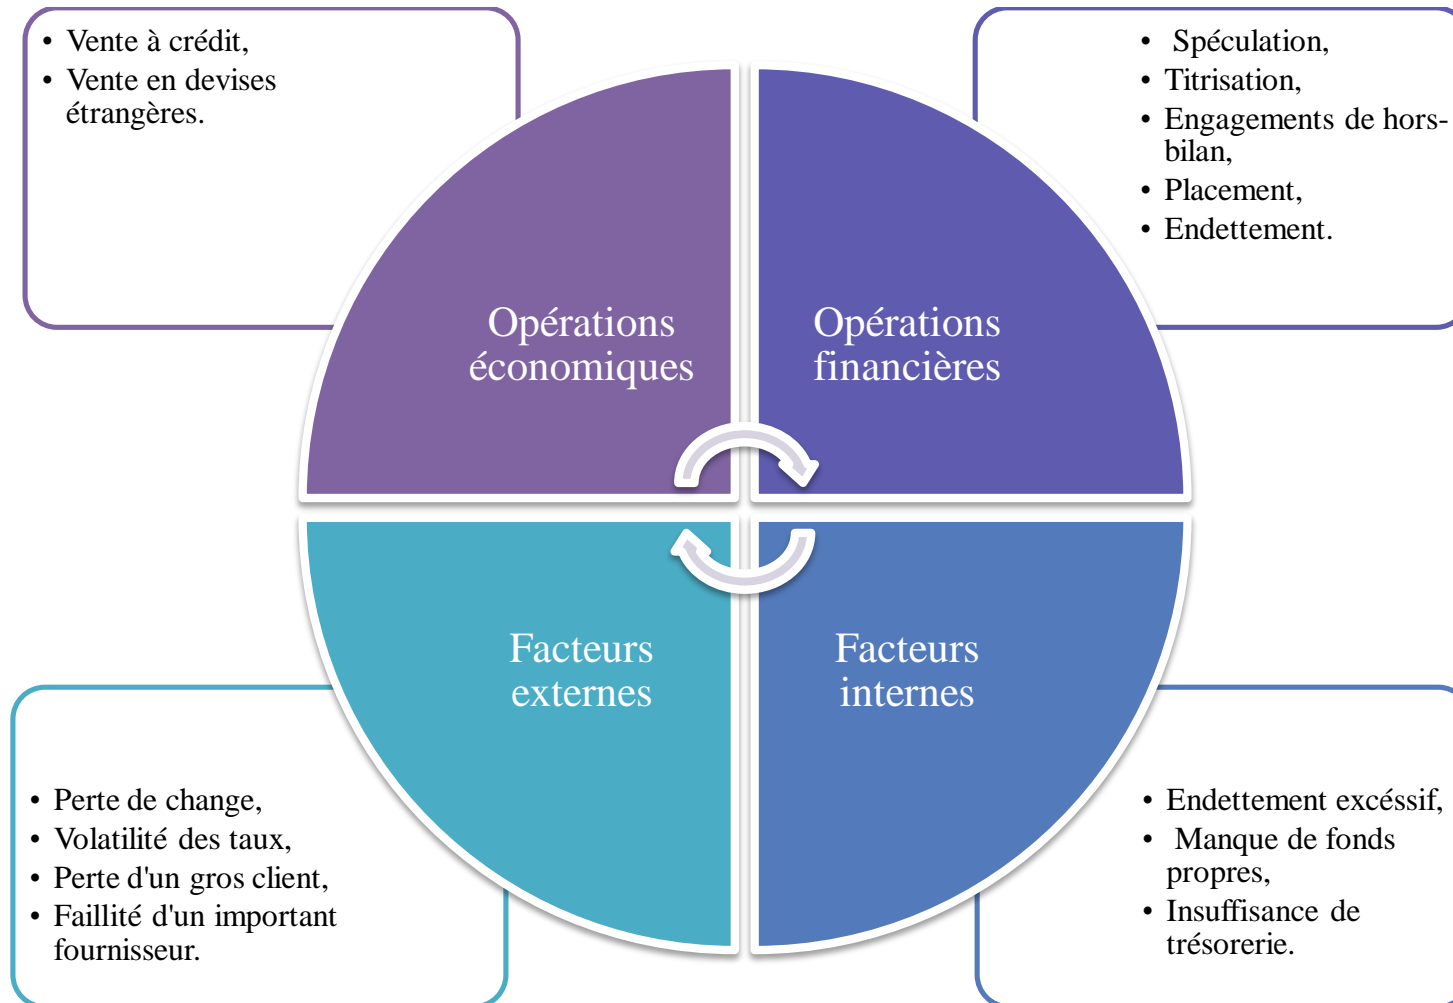 • Vente à crédit,
• Vente en devises
étrangères.
• Spéculation,
• Titrisation,
• Engagements de hors-
bilan,
• Placement,
• Endettement.
Opérations
économiques
Opérations
financières
Facteurs
externes
Facteurs
internes
• Perte de change,
• Volatilité des taux,
• Perte d'un gros client,
• Faillité d'un important
fournisseur.
• Endettement excéssif,
• Manque de fonds
propres,
• Insuffisance de
trésorerie.